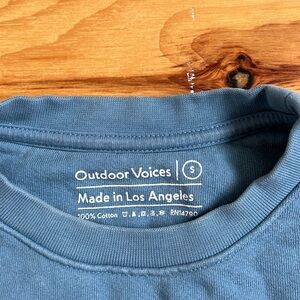 Outdoor Voices | S
Made in Los Angeles
100% Cotton